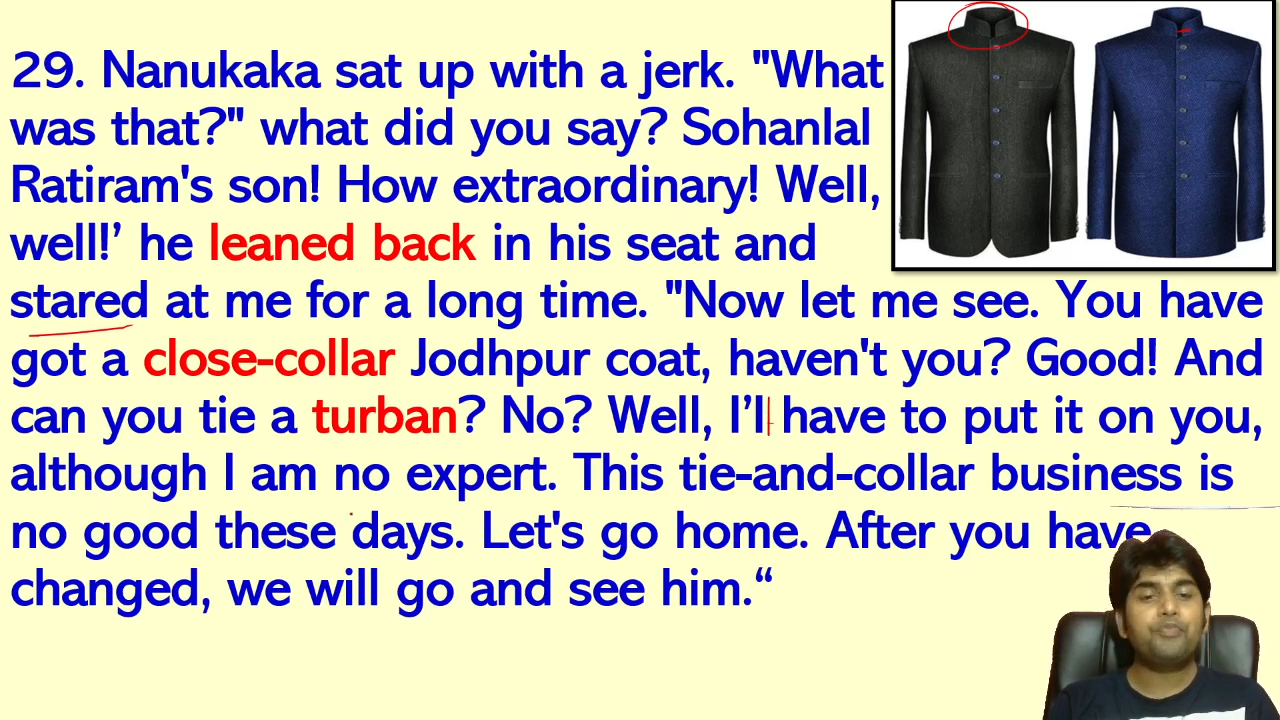 29. Nanukaka sat up with a jerk. "What
was that?" what did you say? Sohanlal
Ratiram's son! How extraordinary! Well,
well!’ he leaned back in his seat and
stared at me for a long time. "Now let me see. You have
got a close-collar Jodhpur coat, haven't you? Good! And
can you tie a turban? No? Well, I’ll have to put it on you,
although I am no expert. This tie-and-collar business is
no good these days. Let's go home. After you have
changed, we will go and see him.“